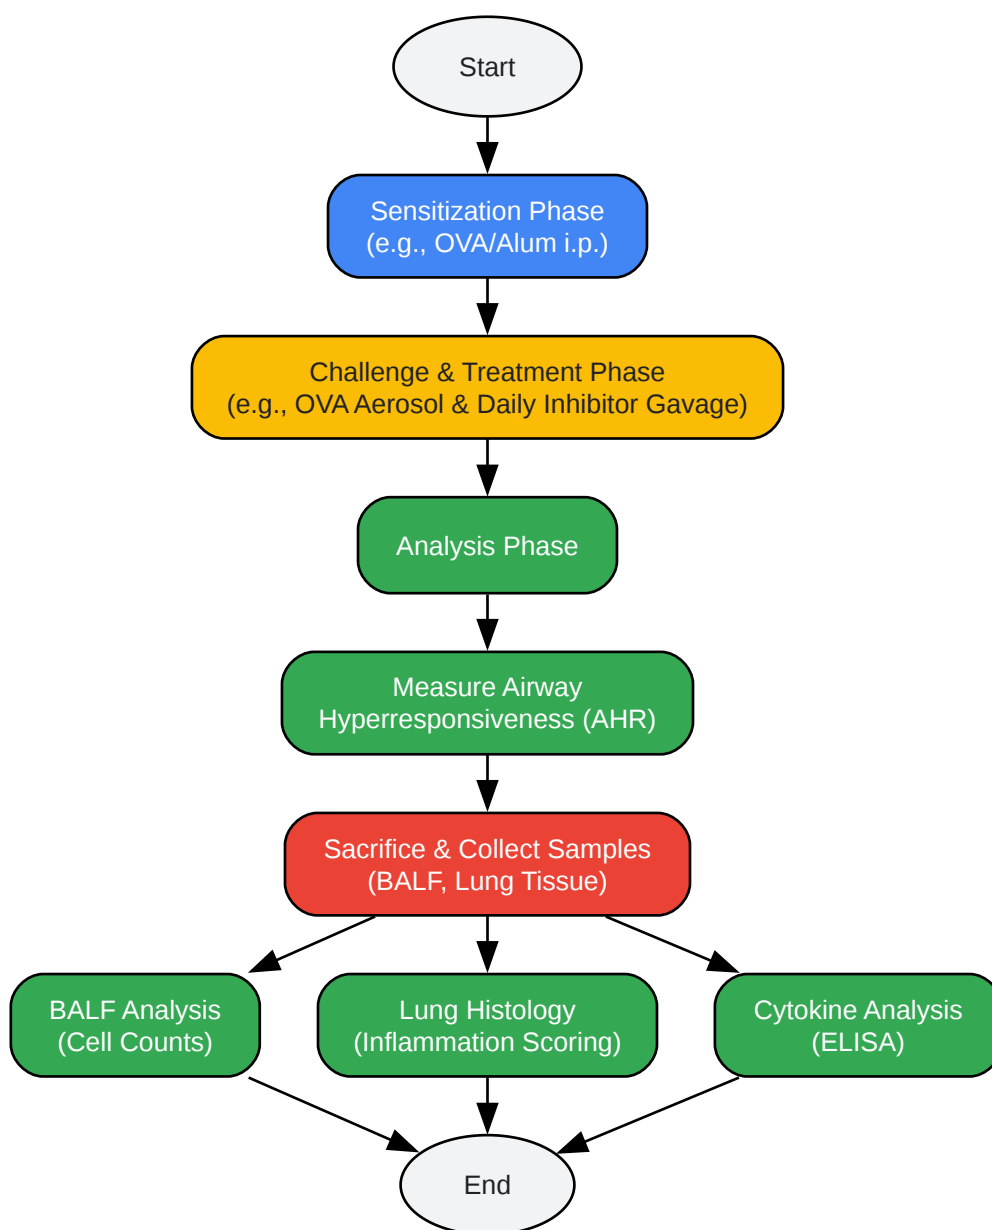 Start
Sensitization Phase
(e.g., OVA/Alum i.p.)
Challenge & Treatment Phase
(e.g., OVA Aerosol & Daily Inhibitor Gavage)
Analysis Phase
Measure Airway
Hyperresponsiveness (AHR)
Sacrifice & Collect Samples
(BALF, Lung Tissue)
BALF Analysis
(Cell Counts)
Lung Histology
(Inflammation Scoring)
Cytokine Analysis
(ELISA)
End